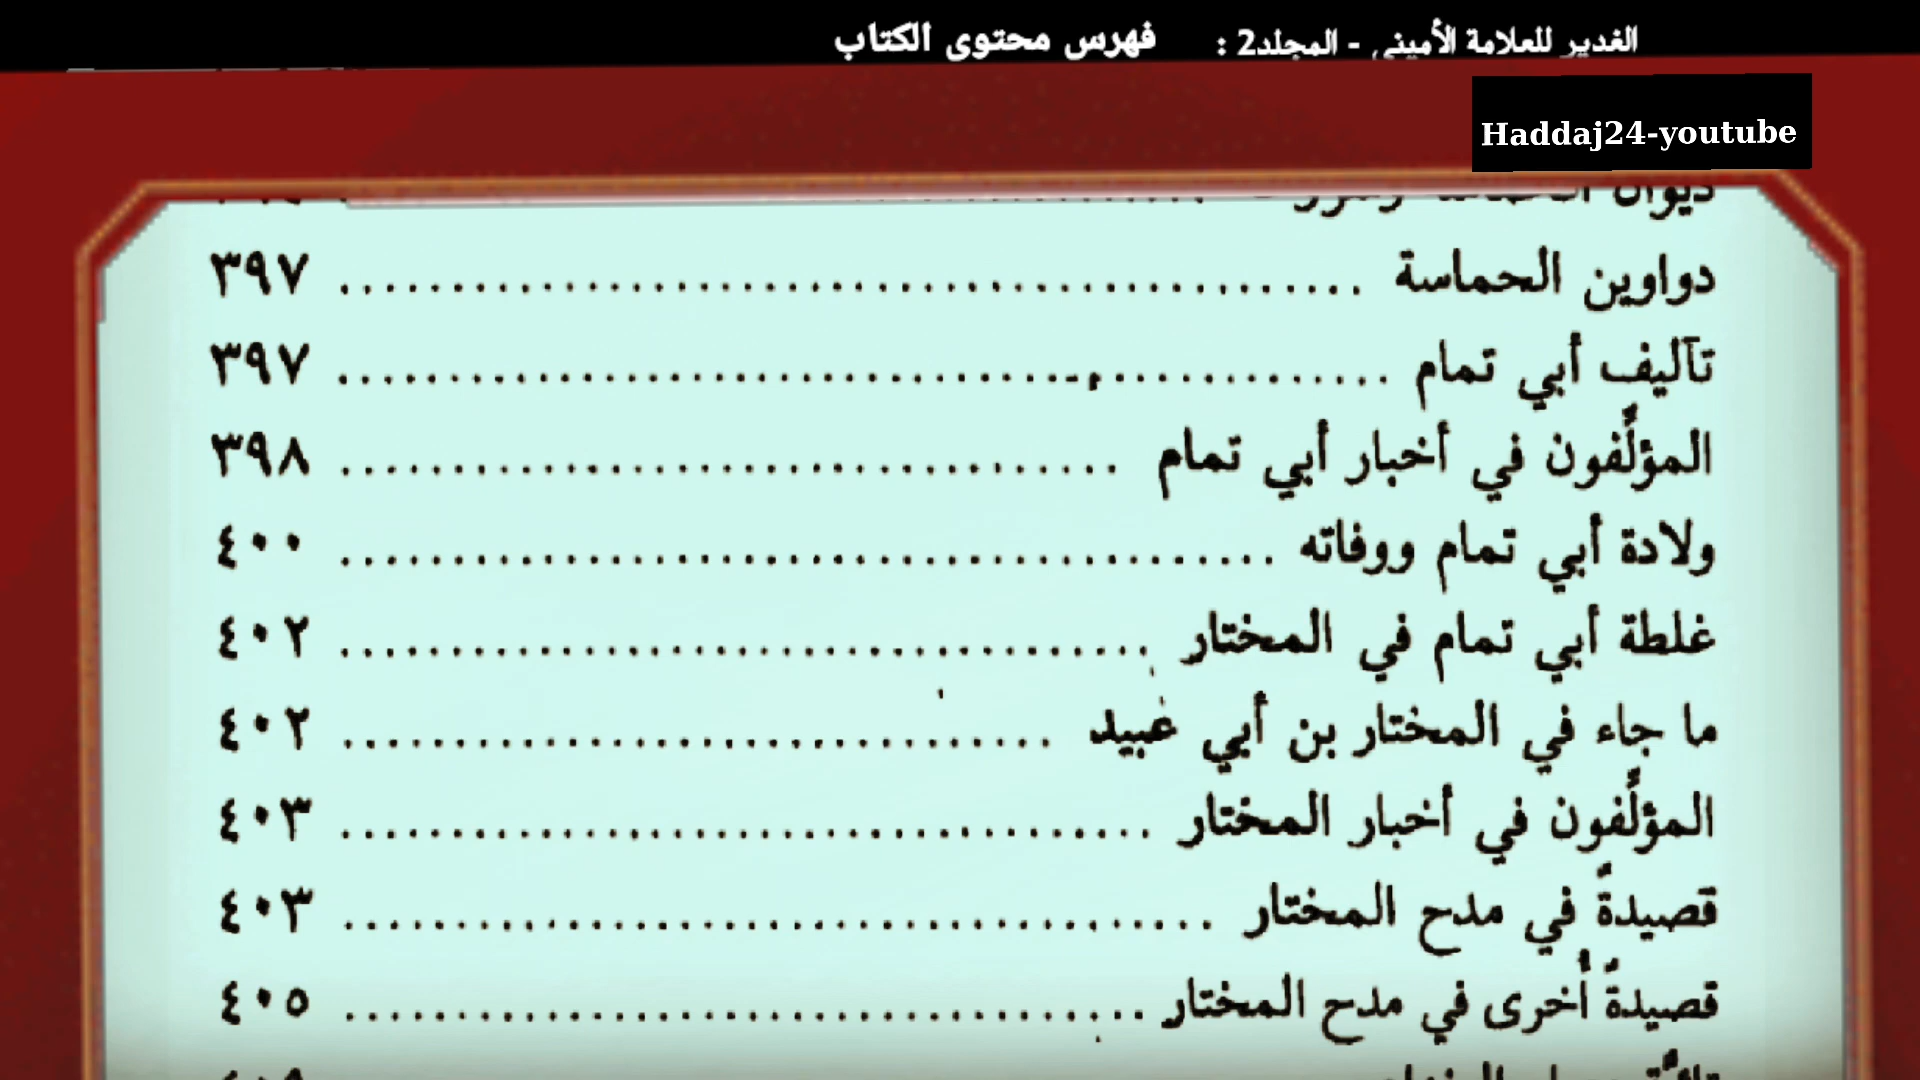 الغدير للعلامة الأميني - المجلد2 : فهرس محتوى الكتاب
Haddaj24-youtube
دواوين الحماسة ٣٩٧
تآليف أبي تمام ٣٩٧
المؤلِّفون في أخبار أبي تمام ٣٩٨
ولادة أبي تمام ووفاته ٤٠٠
غلطة أبي تمام في المختار ٤٠٢
ما جاء في المختار بن أبي عبيد ٤٠٢
المؤلِّفون في أخبار المختار ٤٠٣
قصيدةٌ في مدح المختار ٤٠٣
قصيدةٌ أُخرى في مدح المختار ٤٠٥